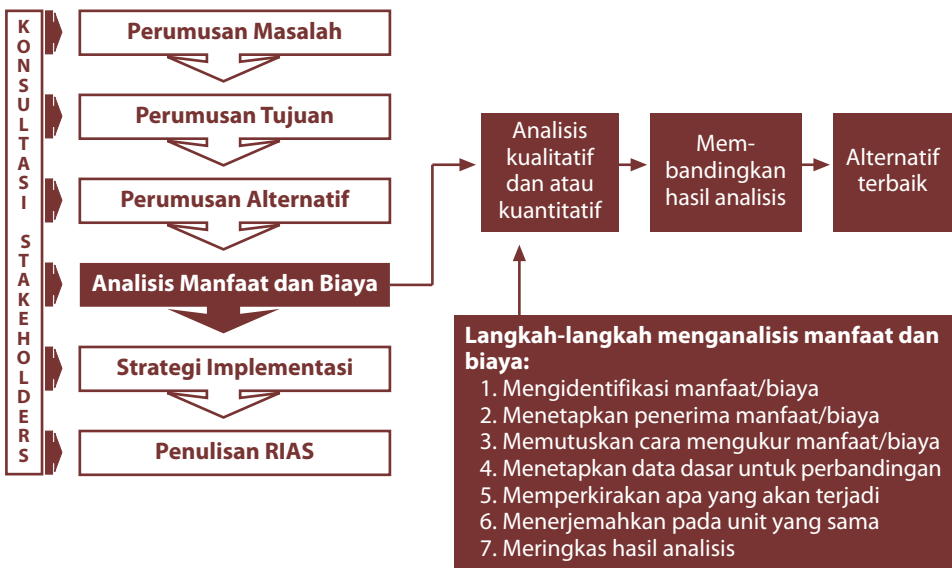 KONSULTASI STAKEHOLDERS
Perumusan Masalah
Perumusan Tujuan
Perumusan Alternatif
Analisis Manfaat dan Biaya
Strategi Implementasi
Penulisan RIAS
Analisis
kualitatif
dan atau
kuantitatif
Mem-
bandingkan
hasil analisis
Alternatif
terbaik
Langkah-langkah menganalisis manfaat dan
biaya:
1. Mengidentifikasi manfaat/biaya
2. Menetapkan penerima manfaat/biaya
3. Memutuskan cara mengukur manfaat/biaya
4. Menetapkan data dasar untuk perbandingan
5. Memperkirakan apa yang akan terjadi
6. Menerjemahkan pada unit yang sama
7. Meringkas hasil analisis